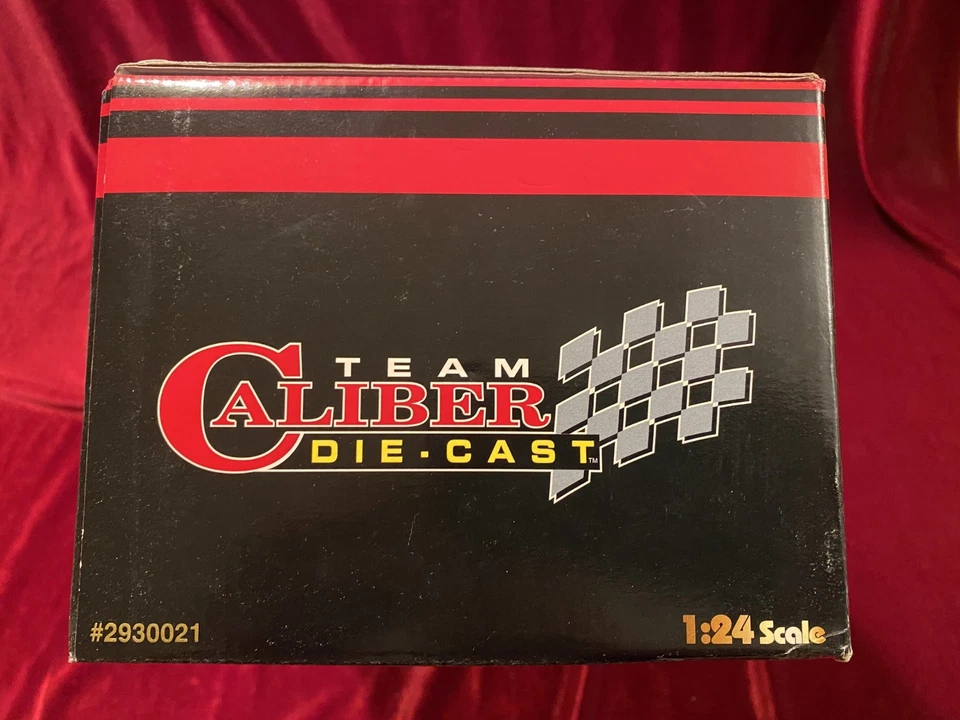 TEAM
CALIBER
DIE-CAST™
#2930021
1:24 Scale